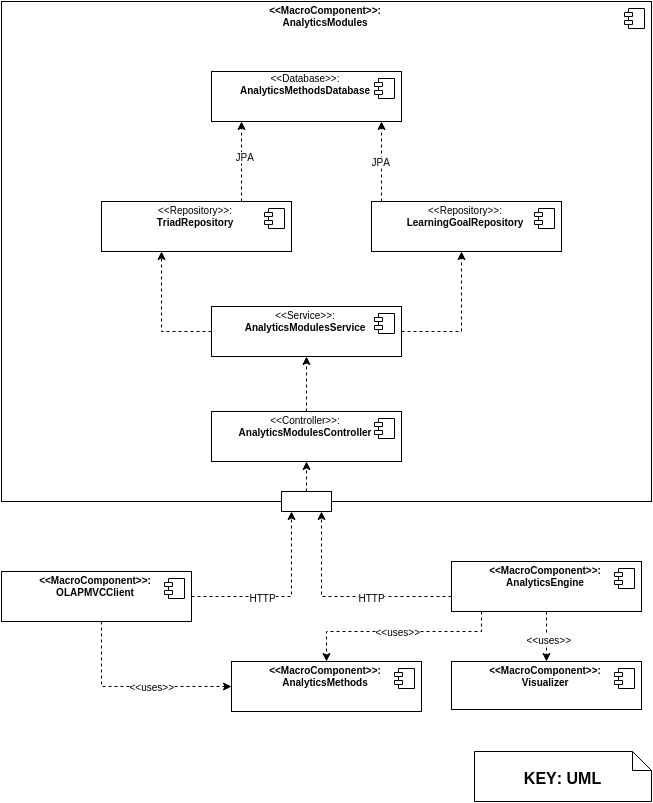 <<MacroComponent>>:
AnalyticsModules
<<Database>>:
AnalyticsMethodsDatabase
JPA
JPA
<<Repository>>:
TriadRepository
<<Repository>>:
LearningGoalRepository
<<Service>>:
AnalyticsModulesService
<<Controller>>:
AnalyticsModulesController
<<MacroComponent>>:
OLAPMVCClient
HTTP
HTTP
<<MacroComponent>>:
AnalyticsEngine
<<uses>>
<<uses>>
<<uses>>
<<MacroComponent>>:
AnalyticsMethods
<<MacroComponent>>:
Visualizer
KEY: UML